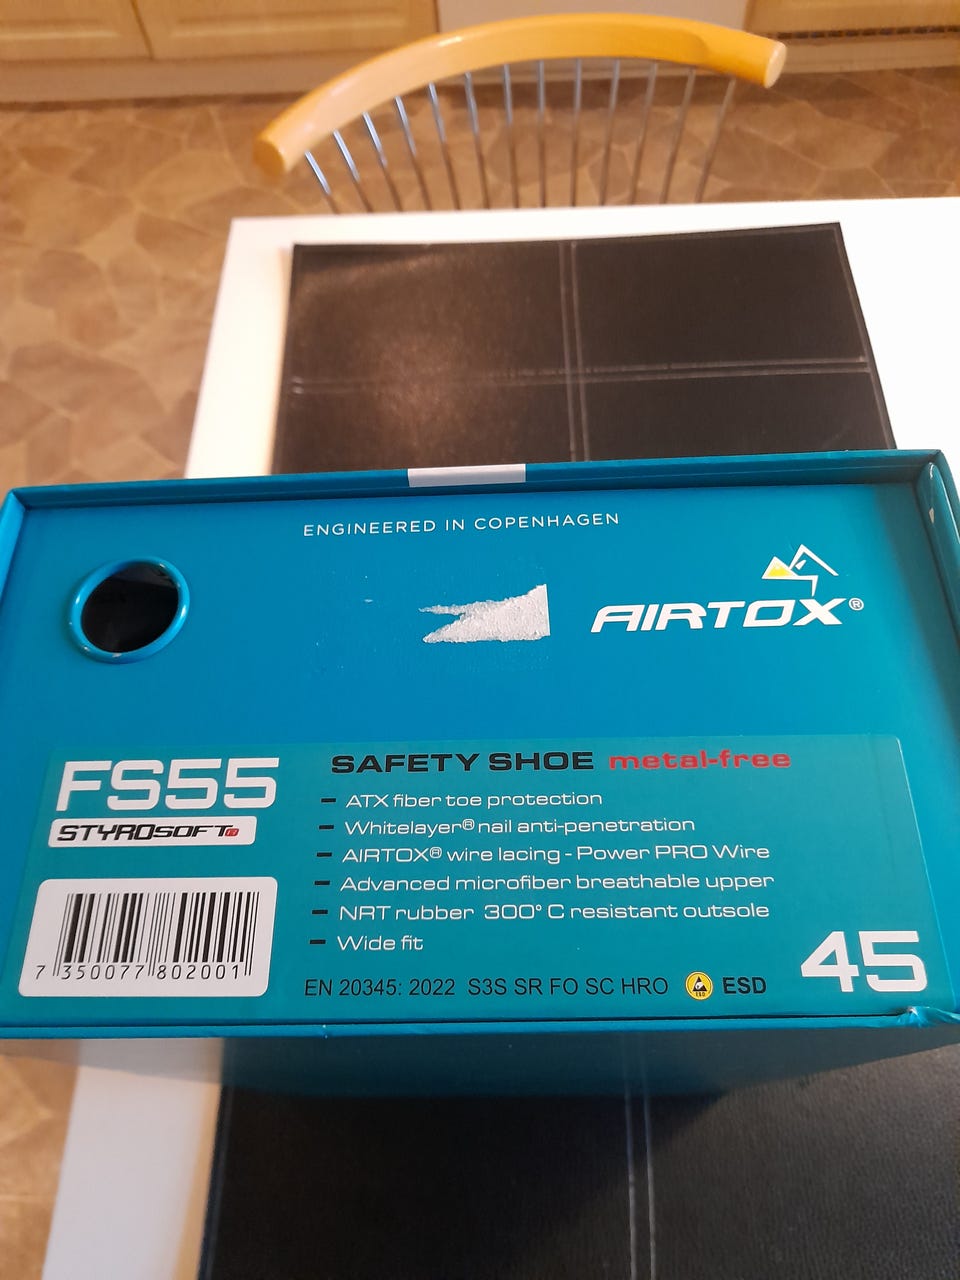 ENGINEERED IN COPENHAGEN
AIRTOX®
FS55
STYROSOFT
SAFETY SHOE metal-free
- ATX fiber toe protection
- Whitelayer® nail anti-penetration
- AIRTOX® wire lacing - Power PRO Wire
- Advanced microfiber breathable upper
- NRT rubber 300° C resistant outsole
- Wide fit
7 350077 802001
EN 20345: 2022 S3S SR FO SC HRO ESD
45